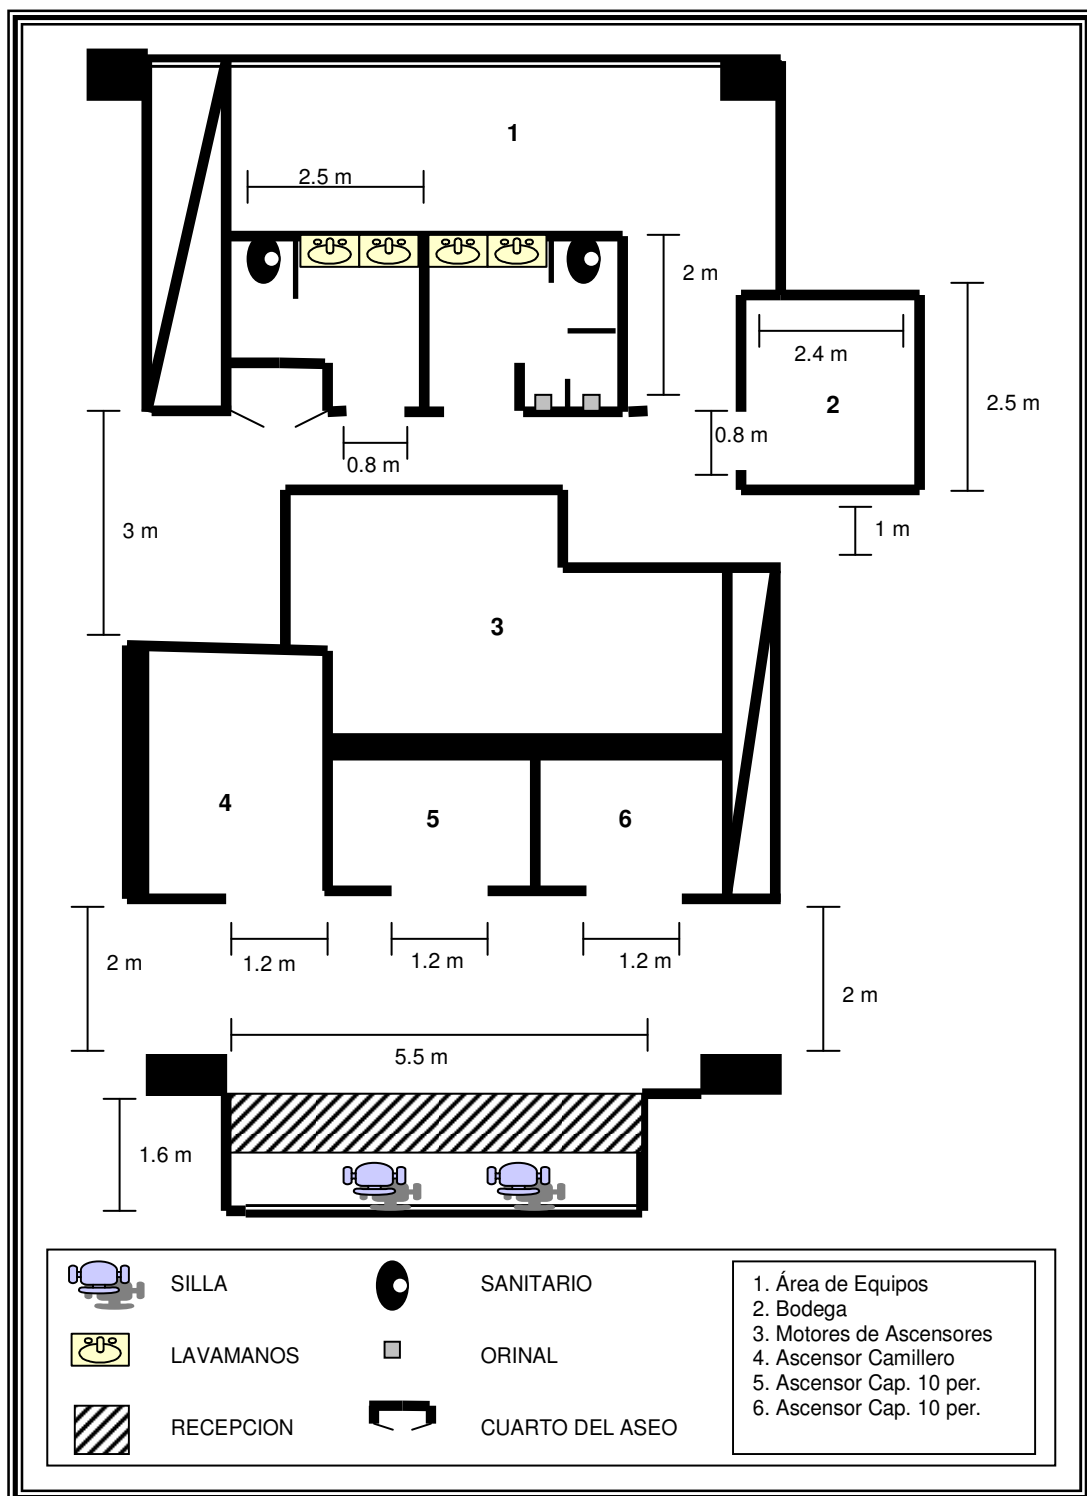 1
2.5 m
2 m
2.4 m
2
2.5 m
0.8 m
0.8 m
3 m
1 m
3
4
5
6
2 m
1.2 m
1.2 m
1.2 m
2 m
5.5 m
1.6 m
SILLA
SANITARIO
LAVAMANOS
ORINAL
RECEPCION
CUARTO DEL ASEO
1. Área de Equipos
2. Bodega
3. Motores de Ascensores
4. Ascensor Camillero
5. Ascensor Cap. 10 per.
6. Ascensor Cap. 10 per.